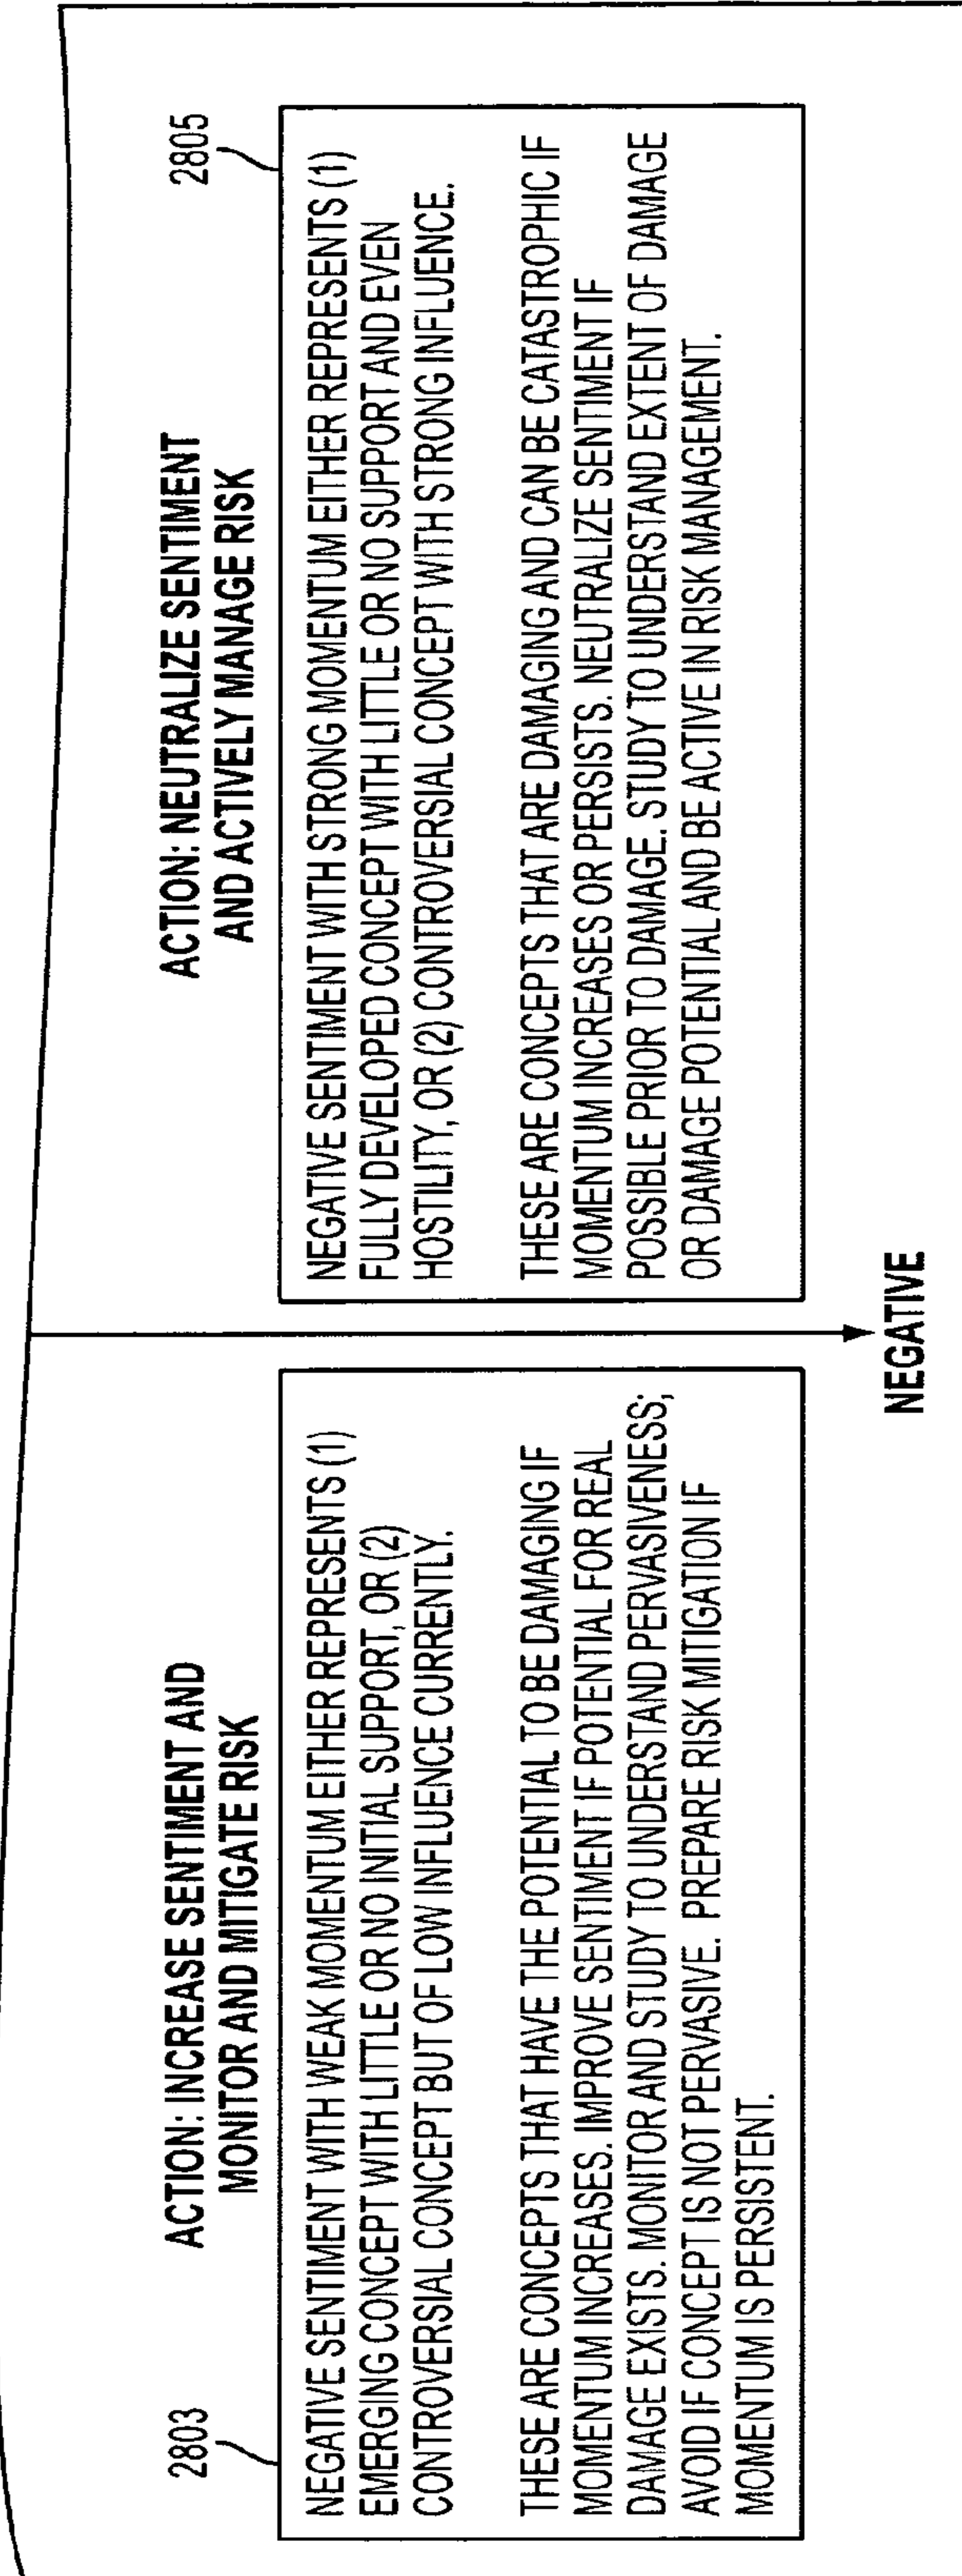 2803
ACTION: INCREASE SENTIMENT AND
MONITOR AND MITIGATE RISK
NEGATIVE SENTIMENT WITH WEAK MOMENTUM EITHER REPRESENTS (1)
EMERGING CONCEPT WITH LITTLE OR NO INITIAL SUPPORT, OR (2)
CONTROVERSIAL CONCEPT BUT OF LOW INFLUENCE CURRENTLY.
THESE ARE CONCEPTS THAT HAVE THE POTENTIAL TO BE DAMAGING IF
MOMENTUM INCREASES. IMPROVE SENTIMENT IF POTENTIAL FOR REAL
DAMAGE EXISTS. MONITOR AND STUDY TO UNDERSTAND PERVASIVENESS;
AVOID IF CONCEPT IS NOT PERVASIVE. PREPARE RISK MITIGATION IF
MOMENTUM IS PERSISTENT.
2805
ACTION: NEUTRALIZE SENTIMENT
AND ACTIVELY MANAGE RISK
NEGATIVE SENTIMENT WITH STRONG MOMENTUM EITHER REPRESENTS (1)
FULLY DEVELOPED CONCEPT WITH LITTLE OR NO SUPPORT AND EVEN
HOSTILITY, OR (2) CONTROVERSIAL CONCEPT WITH STRONG INFLUENCE.
THESE ARE CONCEPTS THAT ARE DAMAGING AND CAN BE CATASTROPHIC IF
MOMENTUM INCREASES OR PERSISTS. NEUTRALIZE SENTIMENT IF
POSSIBLE PRIOR TO DAMAGE. STUDY TO UNDERSTAND EXTENT OF DAMAGE
OR DAMAGE POTENTIAL AND BE ACTIVE IN RISK MANAGEMENT.
NEGATIVE